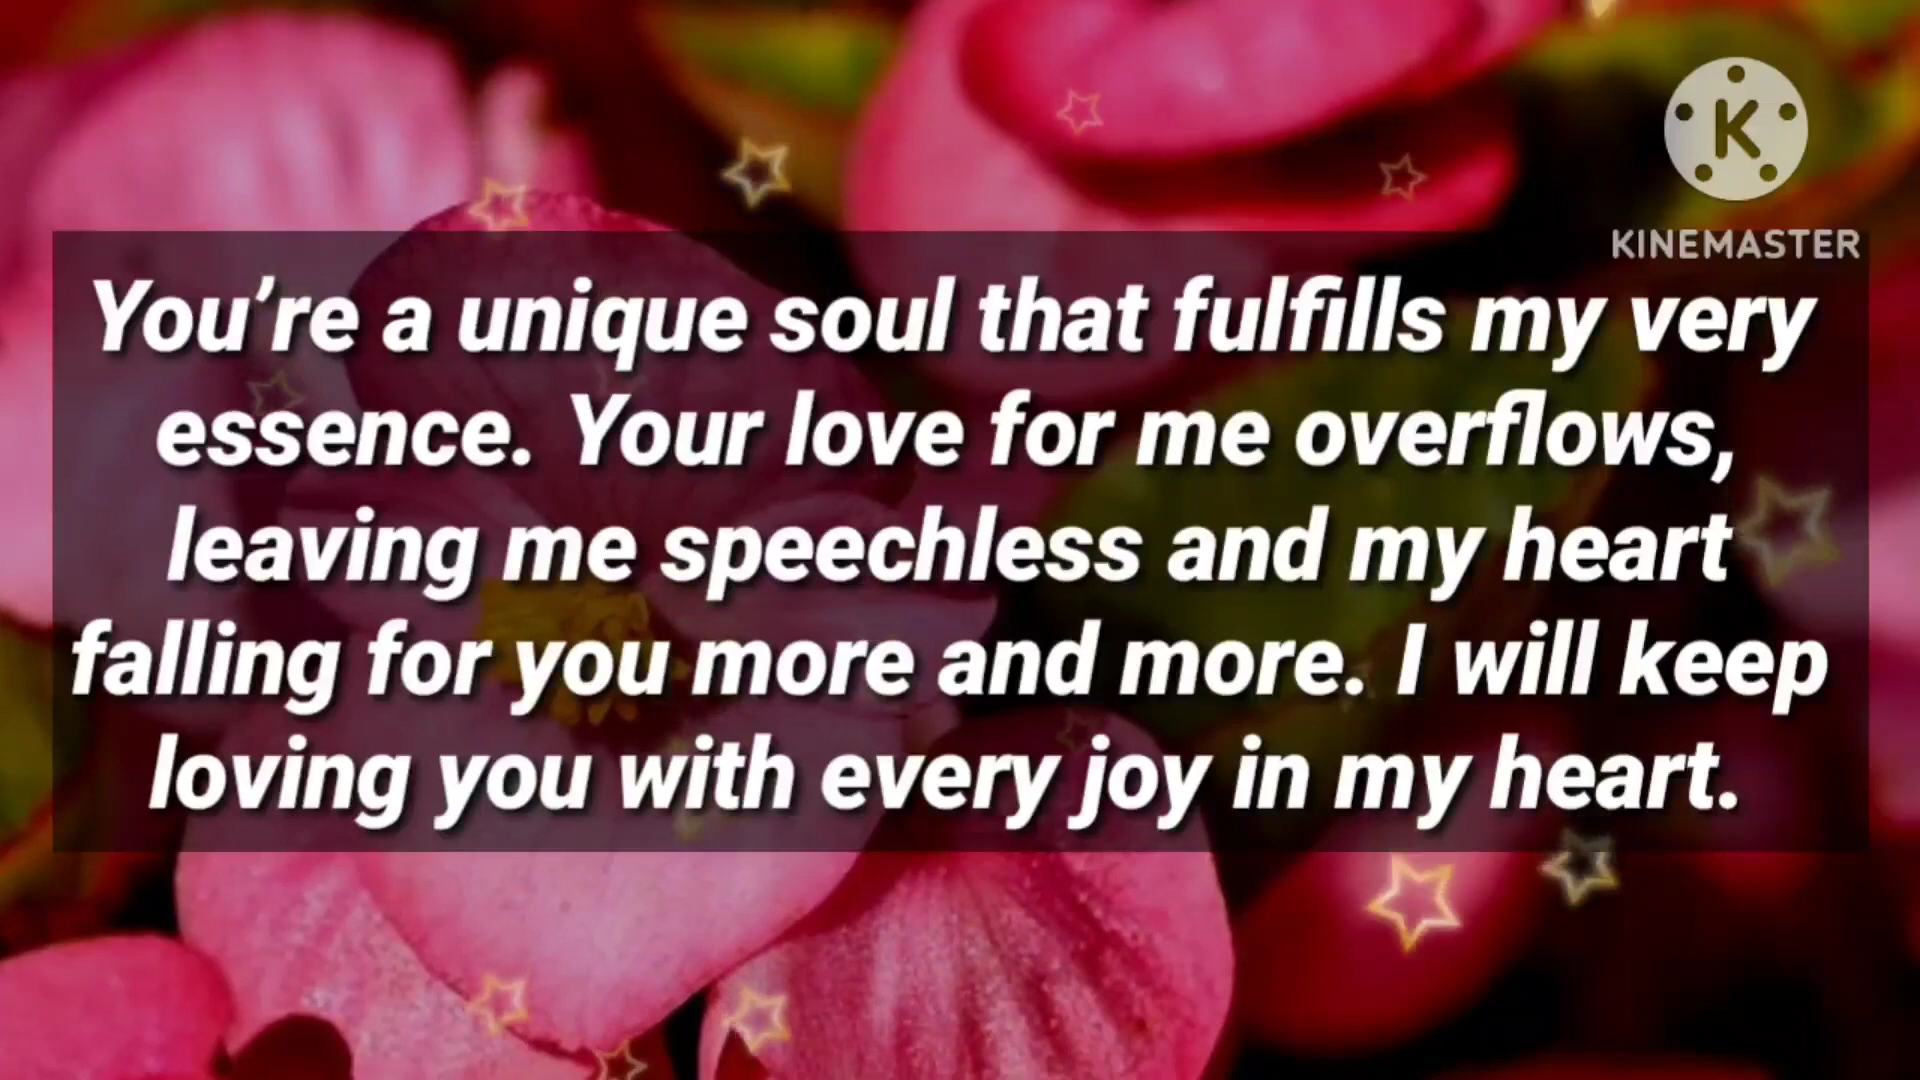 K
KINEMASTER
You’re a unique soul that fulfills my very
essence. Your love for me overflows,
leaving me speechless and my heart
falling for you more and more. I will keep
loving you with every joy in my heart.